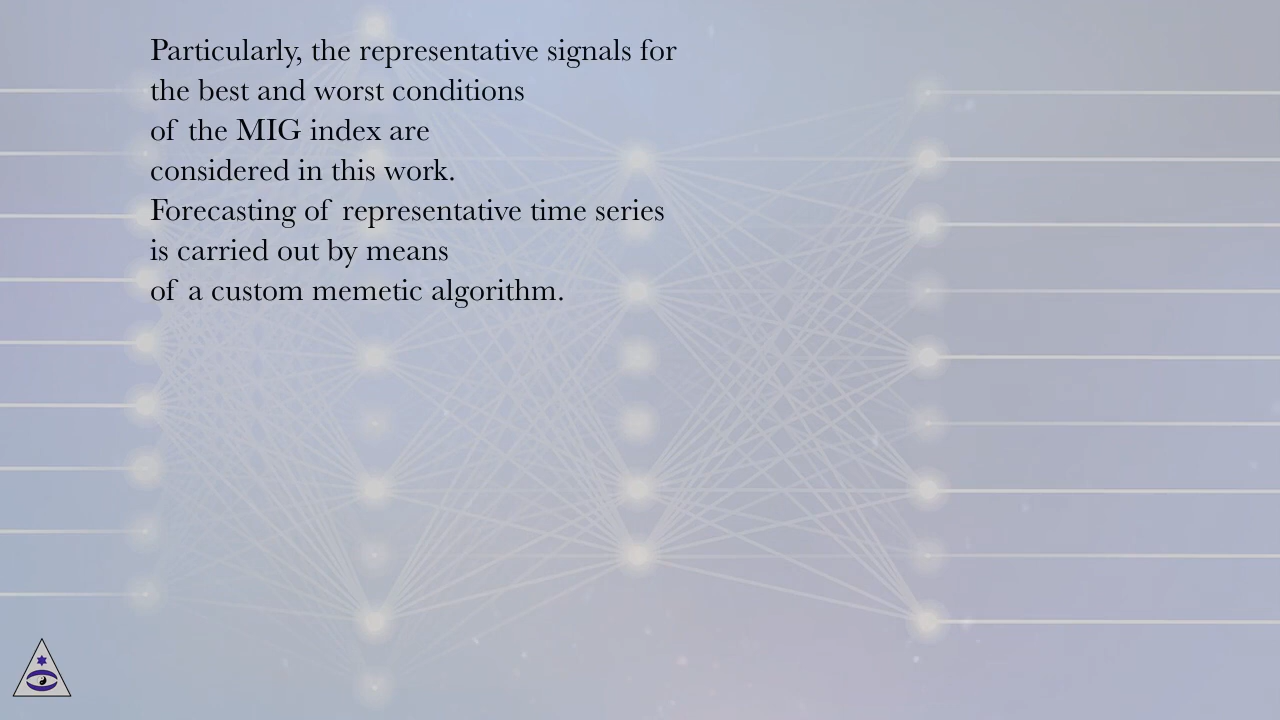 Particularly, the representative signals for
the best and worst conditions
of the MIG index are
considered in this work.
Forecasting of representative time series
is carried out by means
of a custom memetic algorithm.